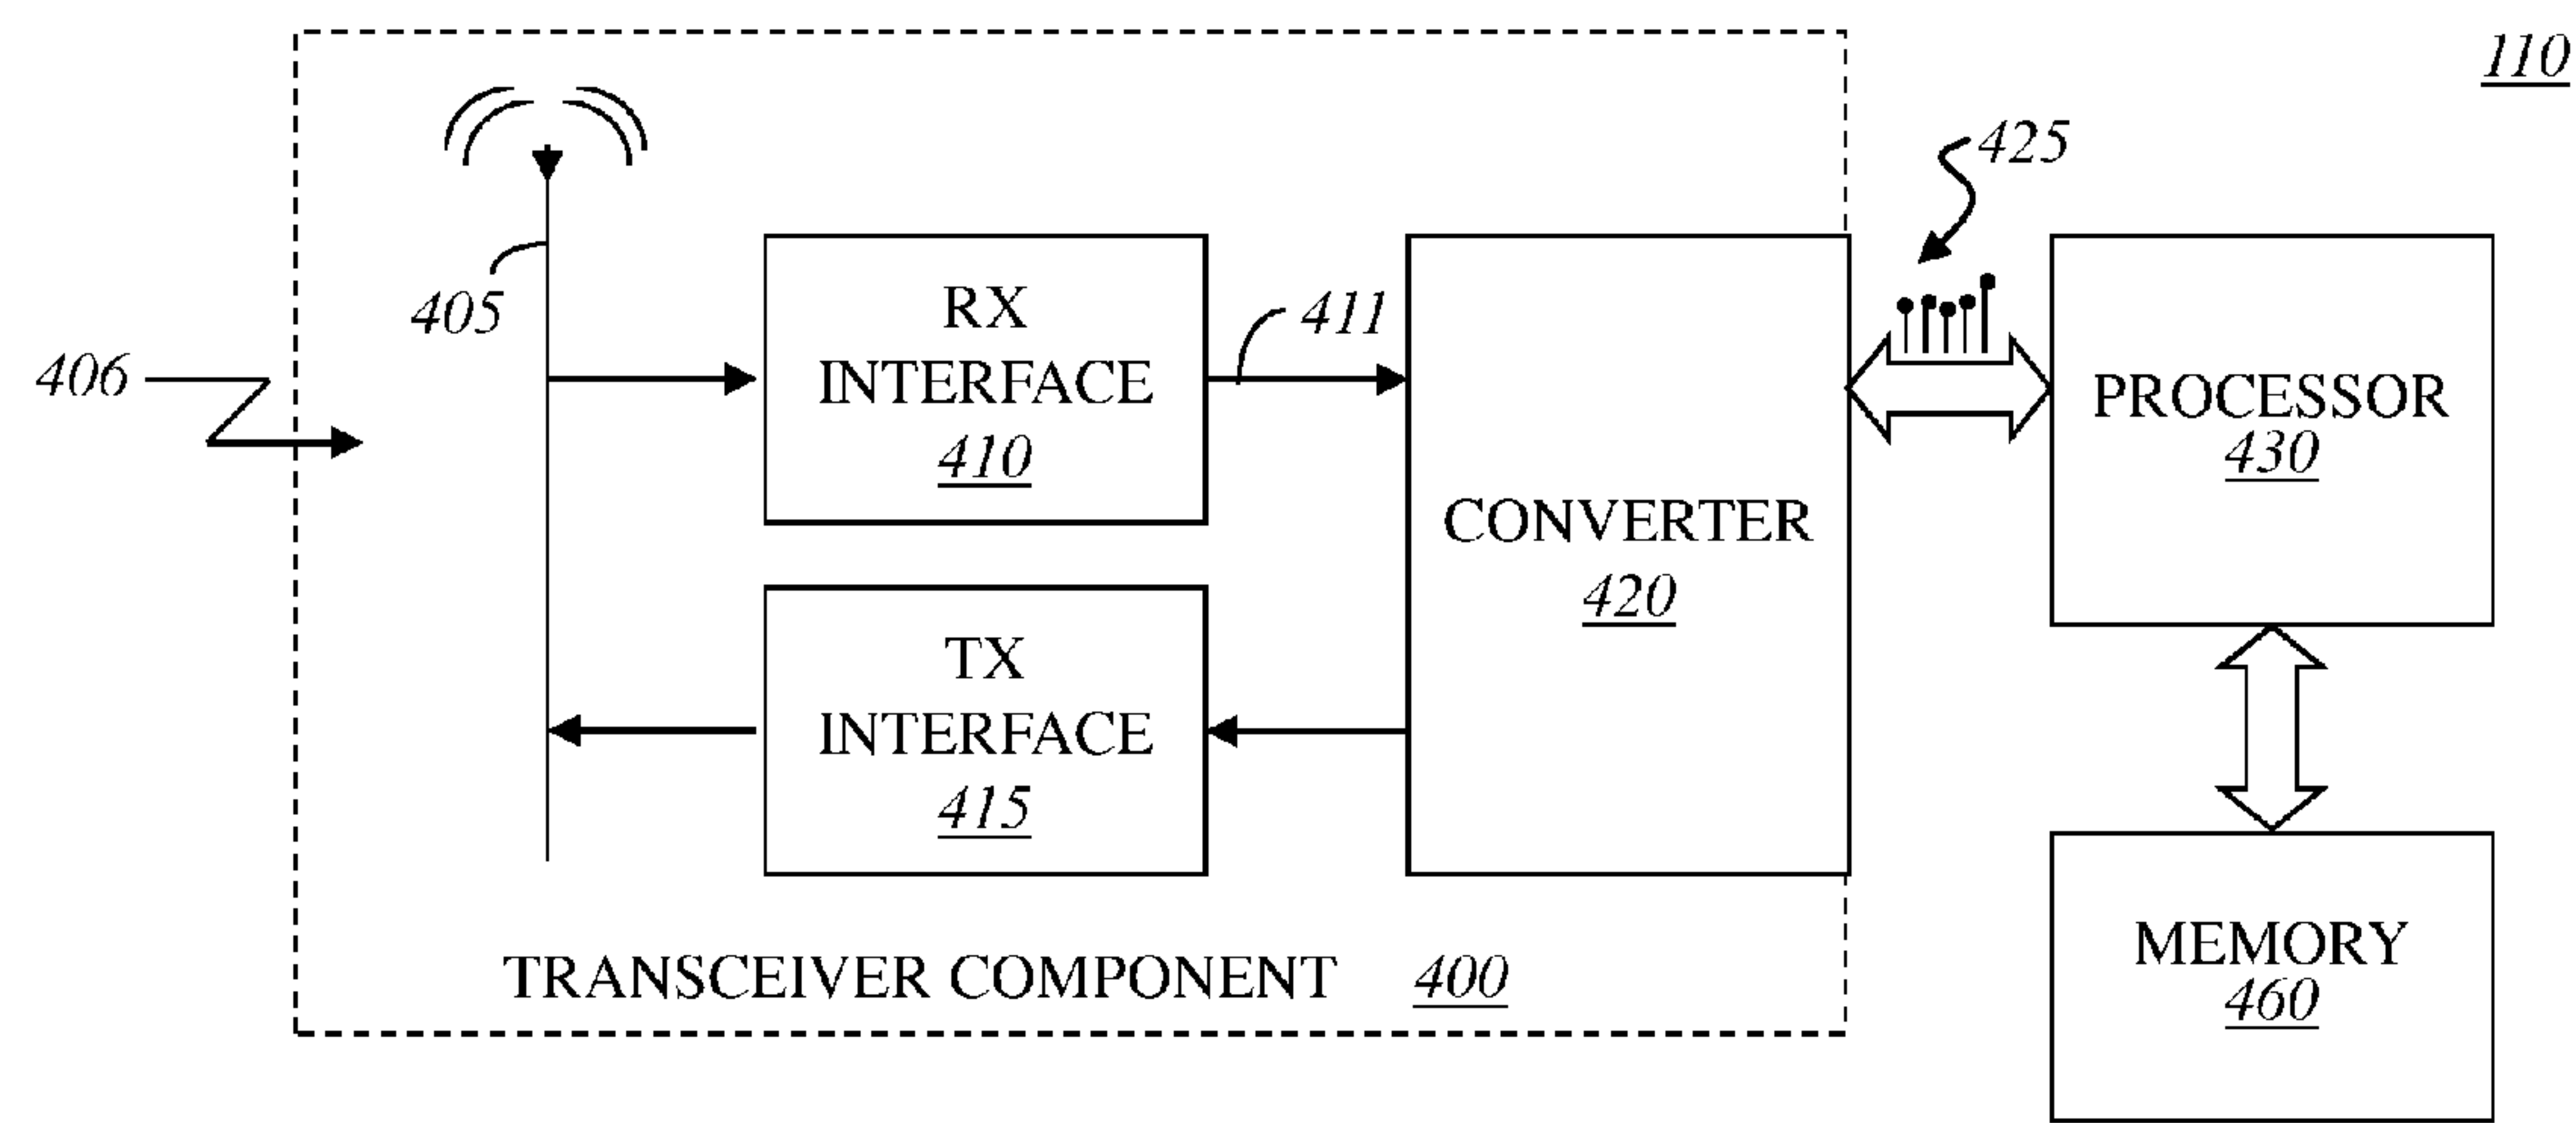 110
425
405
406
RX
INTERFACE
410
411
PROCESSOR
430
CONVERTER
420
TX
INTERFACE
415
MEMORY
460
TRANSCEIVER COMPONENT 400